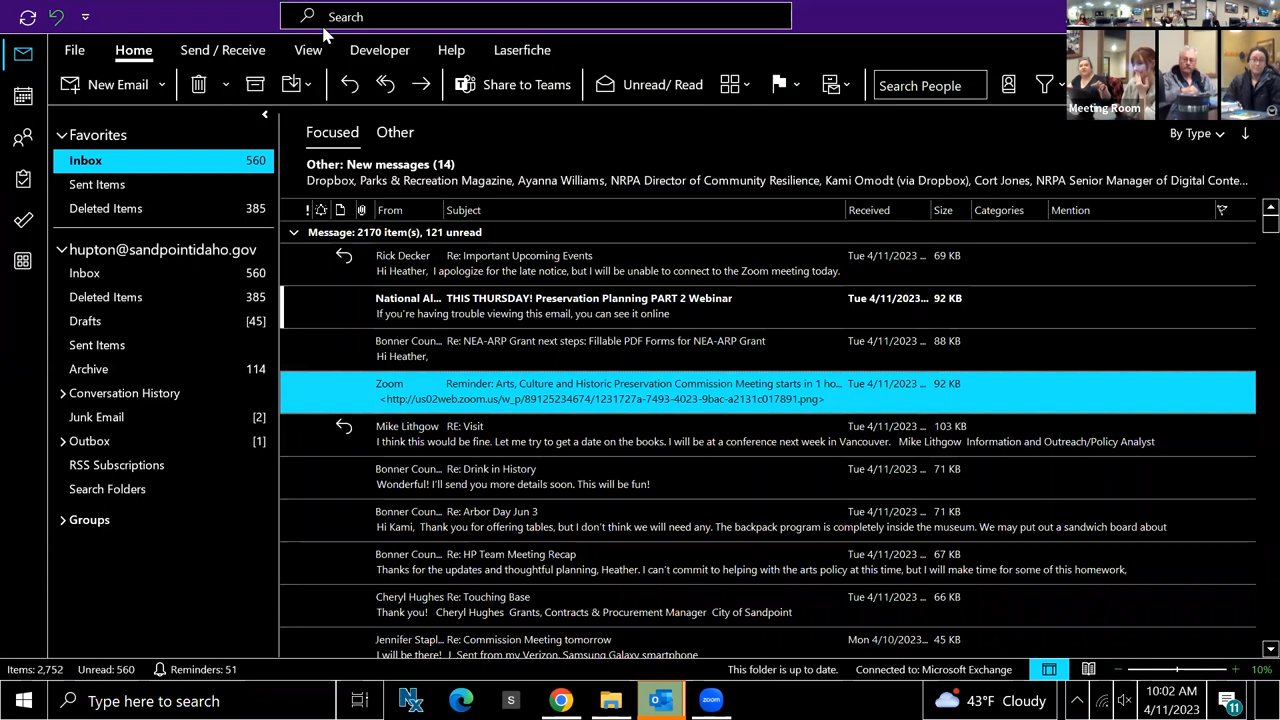 Search
File Home Send / Receive View Developer Help Laserfiche
New Email Share to Teams Unread/ Read Search People
Meeting Room
Favorites
Inbox 560
Sent Items
Deleted Items 385
hupton@sandpointidaho.gov
Inbox 560
Deleted Items 385
Drafts [45]
Sent Items
Archive 114
Conversation History
Junk Email [2]
Outbox [1]
RSS Subscriptions
Search Folders
Groups
Focused Other By Type
Other: New messages (14)
Dropbox, Parks & Recreation Magazine, Ayanna Williams, NRPA Director of Community Resilience, Kami Omodt (via Dropbox), Cort Jones, NRPA Senior Manager of Digital Conte...
! From Subject Received Size Categories Mention
Message: 2170 item(s), 121 unread
Rick Decker Re: Important Upcoming Events Tue 4/11/2023 ... 69 KB
Hi Heather, I apologize for the late notice, but I will be unable to connect to the Zoom meeting today.
National Al... THIS THURSDAY! Preservation Planning PART 2 Webinar Tue 4/11/2023... 92 KB
If you're having trouble viewing this email, you can see it online
Bonner Coun... Re: NEA-ARP Grant next steps: Fillable PDF Forms for NEA-ARP Grant Tue 4/11/2023 ... 88 KB
Hi Heather,
Zoom Reminder: Arts, Culture and Historic Preservation Commission Meeting starts in 1 ho... Tue 4/11/2023 ... 92 KB
<http://us02web.zoom.us/w_p/89125234674/1231727a-7493-4023-9bac-a2131c017891.png>
Mike Lithgow RE: Visit Tue 4/11/2023 ... 103 KB
I think this would be fine. Let me try to get a date on the books. I will be at a conference next week in Vancouver. Mike Lithgow Information and Outreach/Policy Analyst
Bonner Coun... Re: Drink in History Tue 4/11/2023 ... 71 KB
Wonderful! I'll send you more details soon. This will be fun!
Bonner Coun... Re: Arbor Day Jun 3 Tue 4/11/2023 ... 71 KB
Hi Kami, Thank you for offering tables, but I don't think we will need any. The backpack program is completely inside the museum. We may put out a sandwich board about
Bonner Coun... Re: HP Team Meeting Recap Tue 4/11/2023 ... 67 KB
Thanks for the updates and thoughtful planning, Heather. I can't commit to helping with the arts policy at this time, but I will make time for some of this homework,
Cheryl Hughes Re: Touching Base Tue 4/11/2023 ... 66 KB
Thank you! Cheryl Hughes Grants, Contracts & Procurement Manager City of Sandpoint
Jennifer Stapl... Re: Commission Meeting tomorrow Mon 4/10/2023... 45 KB
I will be there! J Sent from my Verizon, Samsung Galaxy smartphone
Items: 2,752 Unread: 560 Reminders: 51 This folder is up to date. Connected to: Microsoft Exchange 10%
Type here to search S zoom 43°F Cloudy 10:02 AM
4/11/2023 11